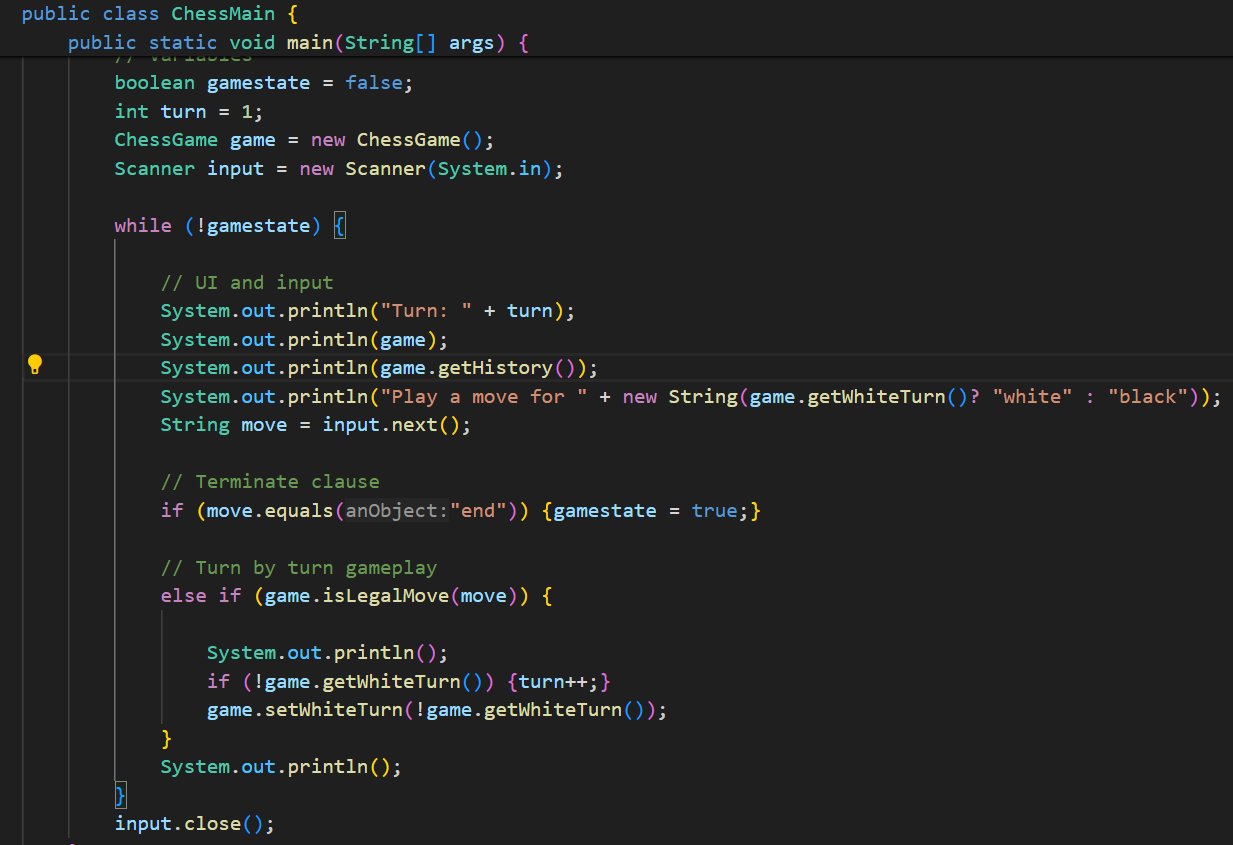 public class ChessMain {
    public static void main(String[] args) {
        // Variables
        boolean gamestate = false;
        int turn = 1;
        ChessGame game = new ChessGame();
        Scanner input = new Scanner(System.in);
        while (!gamestate) {
            // UI and input
            System.out.println("Turn: " + turn);
            System.out.println(game);
            System.out.println(game.getHistory());
            System.out.println("Play a move for " + new String(game.getWhiteTurn()? "white" : "black"));
            String move = input.next();
            // Terminate clause
            if (move.equals(anObject:"end")) {gamestate = true;}
            // Turn by turn gameplay
            else if (game.isLegalMove(move)) {
                System.out.println();
                if (!game.getWhiteTurn()) {turn++;}
                game.setWhiteTurn(!game.getWhiteTurn());
            }
            System.out.println();
        }
        input.close();